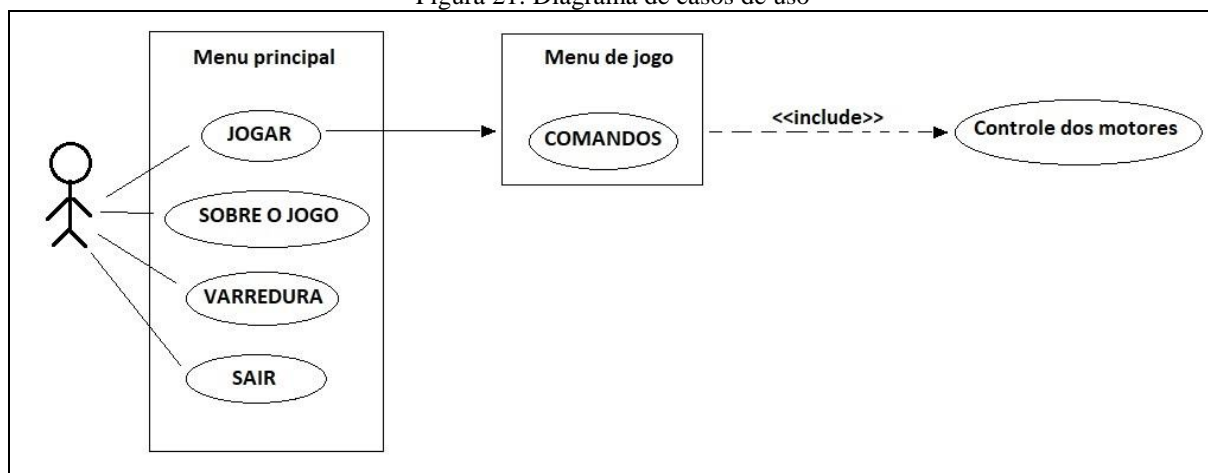 Figura 21: Diagrama de casos de uso
Menu principal
JOGAR
SOBRE O JOGO
VARREDURA
SAIR
Menu de jogo
COMANDOS
<<include>>
Controle dos motores